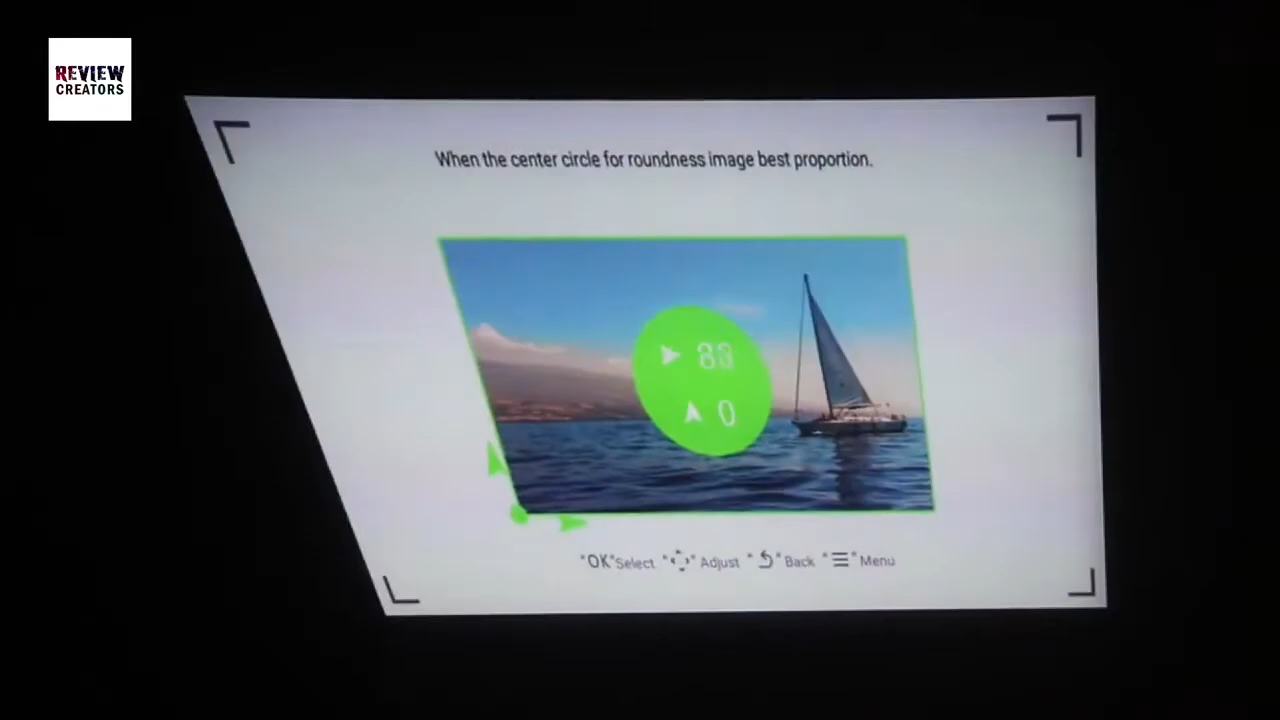 REVIEW
CREATORS
When the center circle for roundness image best proportion.
0
"OK"Select " " Adjust " " Back " " Menu